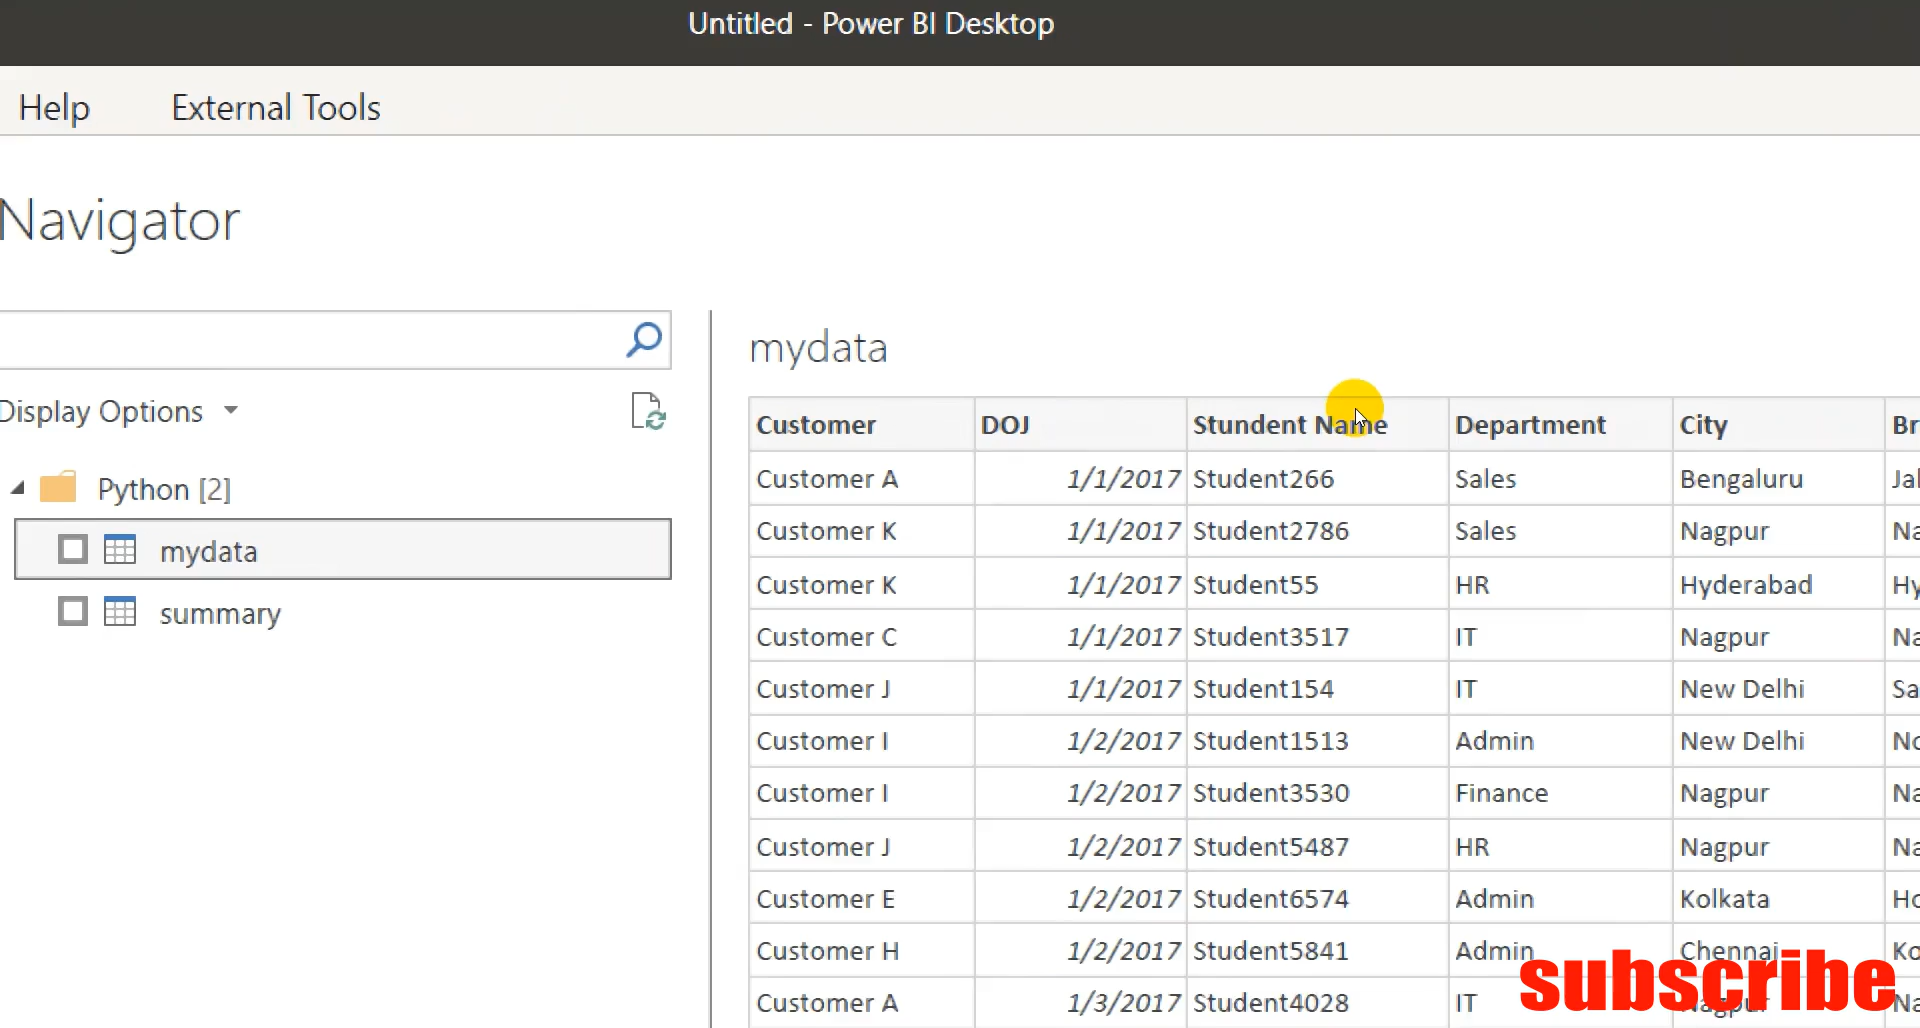 Untitled - Power BI Desktop
Help External Tools
Navigator
Display Options
Python [2]
mydata
summary
mydata
Customer DOJ Stundent Name Department City
Customer A 1/1/2017 Student266 Sales Bengaluru
Customer K 1/1/2017 Student2786 Sales Nagpur
Customer K 1/1/2017 Student55 HR Hyderabad
Customer C 1/1/2017 Student3517 IT Nagpur
Customer J 1/1/2017 Student154 IT New Delhi
Customer I 1/2/2017 Student1513 Admin New Delhi
Customer I 1/2/2017 Student3530 Finance Nagpur
Customer J 1/2/2017 Student5487 HR Nagpur
Customer E 1/2/2017 Student6574 Admin Kolkata
Customer H 1/2/2017 Student5841 Admin Chennai
Customer A 1/3/2017 Student4028 IT Nagpur
subscribe